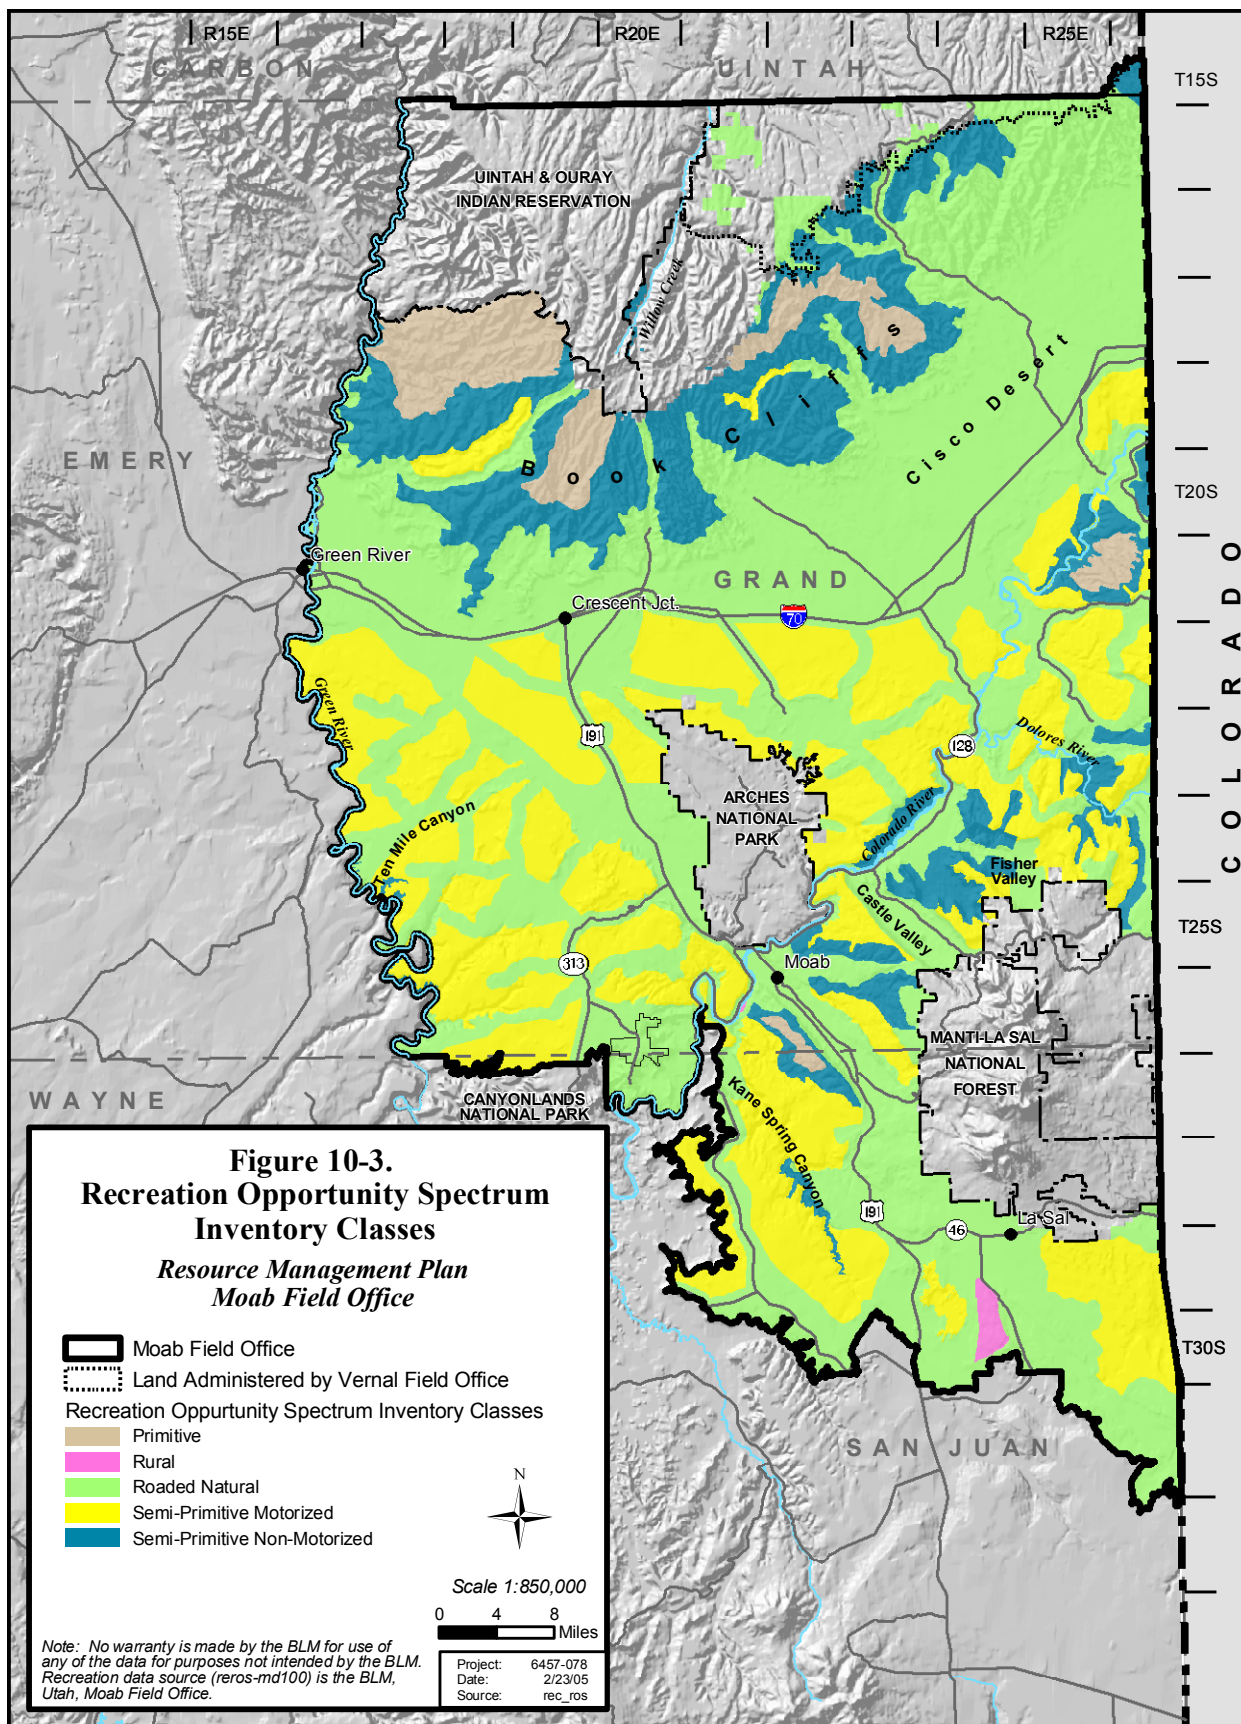 R15E
R20E
R25E
CARBON
UINTAH
T15S
UINTAH & OURAY
INDIAN RESERVATION
Willow Creek
Book Cliffs
Cisco Desert
EMERY
T20S
Green River
GRAND
COLORADO
Crescent Jct.
70
Green River
191
128
Dolores River
ARCHES
NATIONAL
PARK
Colorado River
Ten Mile Canyon
Fisher
Valley
Castle Valley
T25S
313
Moab
MANTI-LA SAL
NATIONAL
FOREST
WAYNE
CANYONLANDS
NATIONAL PARK
Kane Spring Canyon
191
46
La Sal
T30S
SAN JUAN
Figure 10-3.
Recreation Opportunity Spectrum
Inventory Classes
Resource Management Plan
Moab Field Office
Moab Field Office
Land Administered by Vernal Field Office
Recreation Oppurtunity Spectrum Inventory Classes
Primitive
Rural
Roaded Natural
Semi-Primitive Motorized
Semi-Primitive Non-Motorized
N
Scale 1:850,000
0 4 8
Miles
Note: No warranty is made by the BLM for use of
any of the data for purposes not intended by the BLM.
Recreation data source (reros-md100) is the BLM,
Utah, Moab Field Office.
Project: 6457-078
Date: 2/23/05
Source: rec_ros